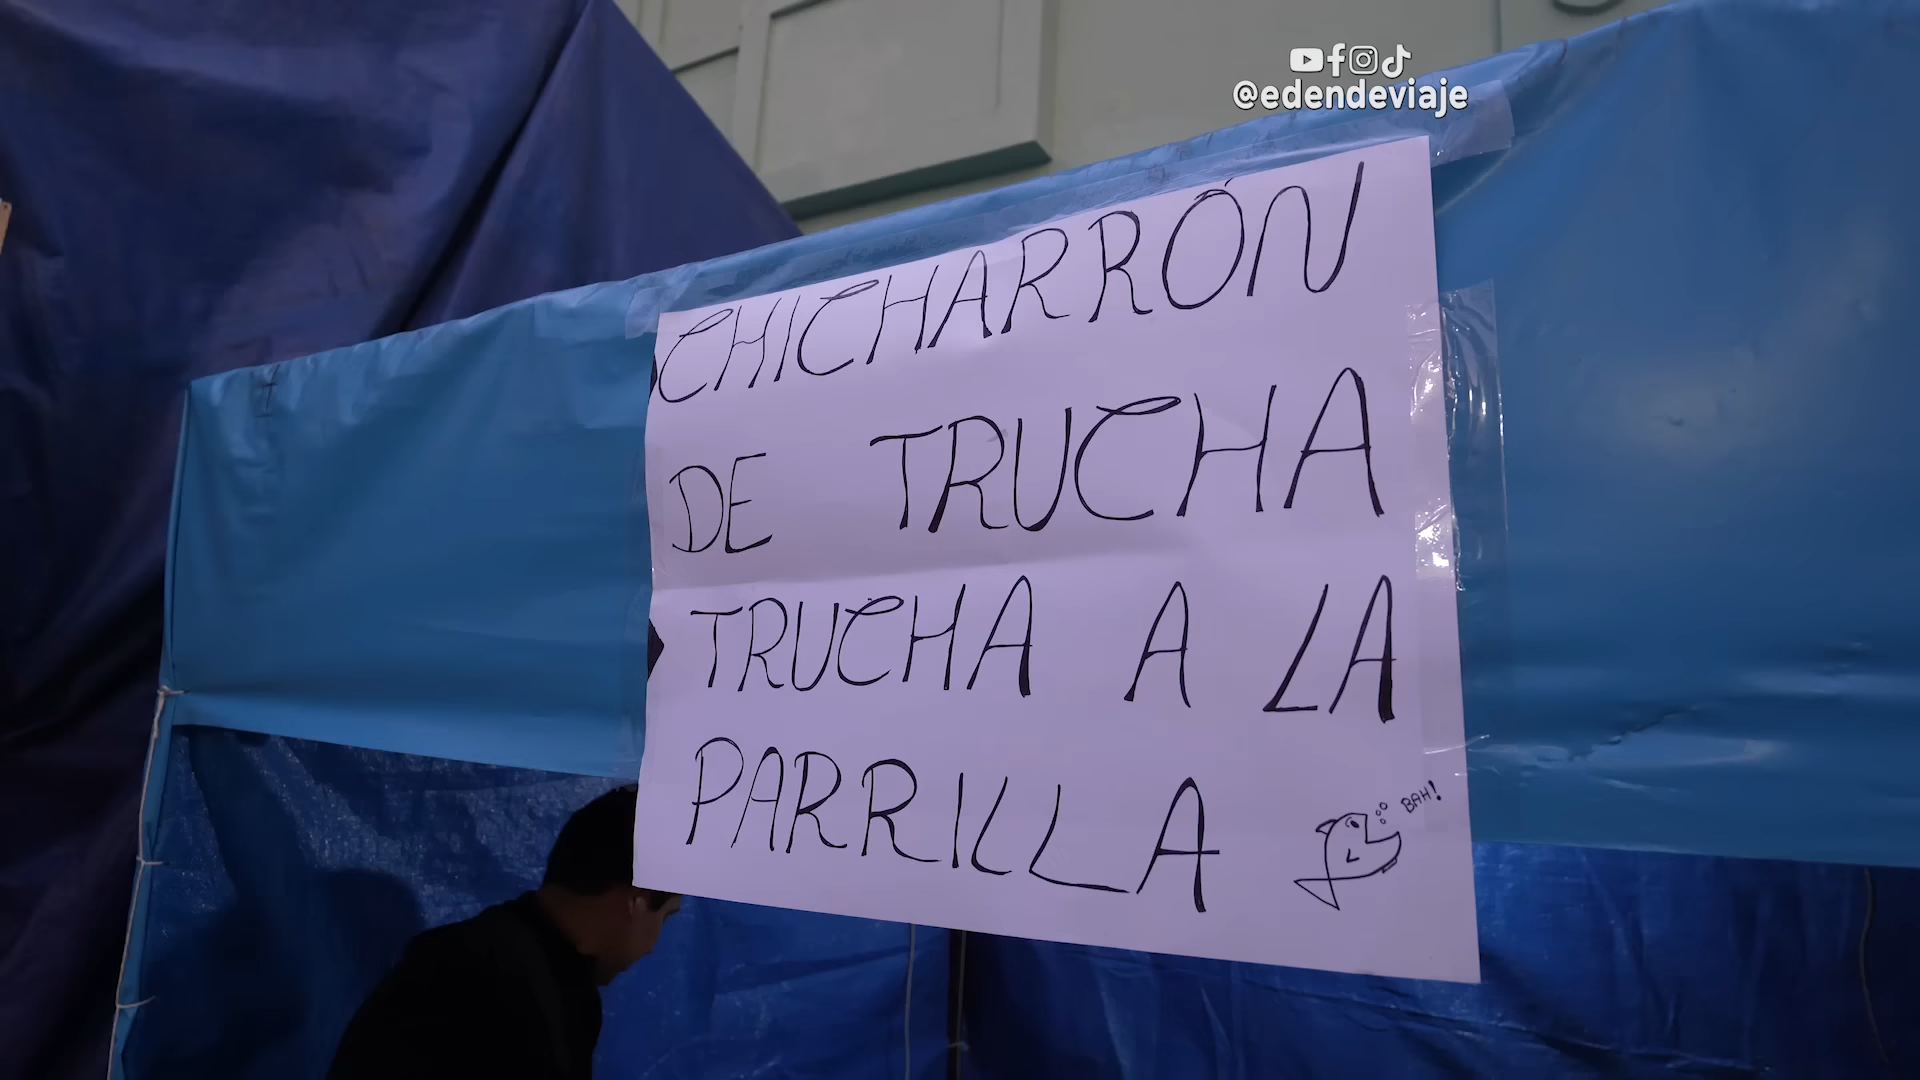 @edendeviaje
CHICHARRÓN
DE TRUCHA
TRUCHA A LA
PARRILLA
BAH!